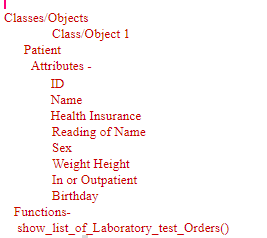 Classes/Objects
Class/Object 1
Patient
Attributes -
ID
Name
Health Insurance
Reading of Name
Sex
Weight Height
In or Outpatient
Birthday
Functions-
show_list_of_Laboratory_test_Orders()